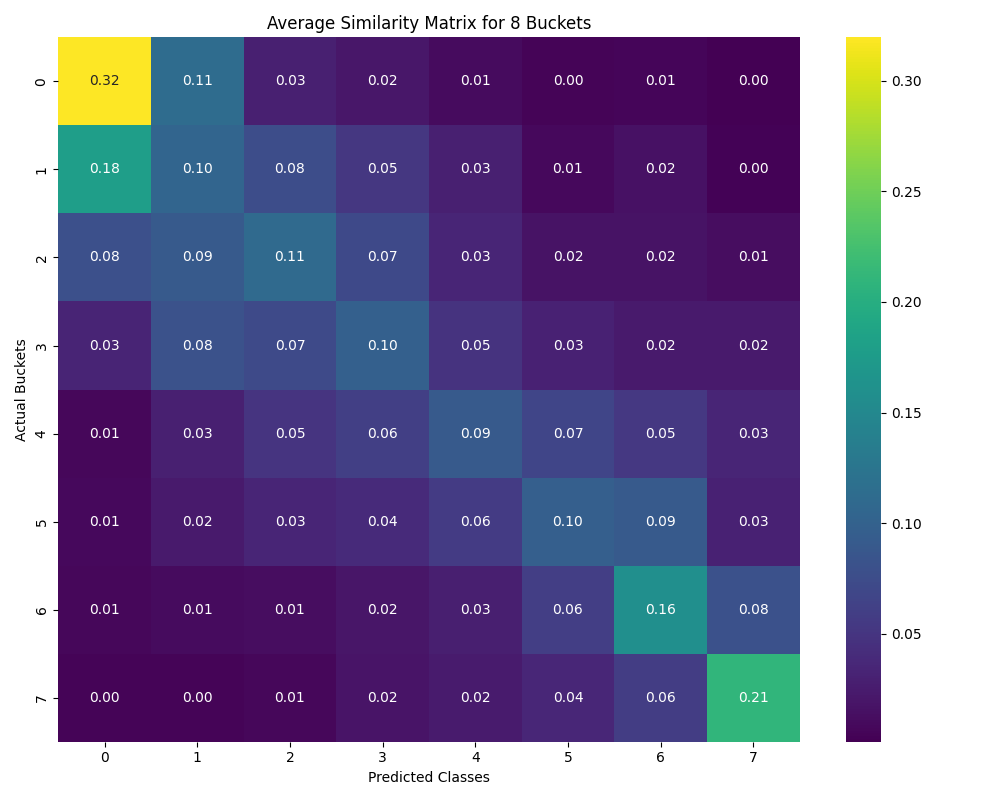 Average Similarity Matrix for 8 Buckets
0 0.32 0.11 0.03 0.02 0.01 0.00 0.01 0.00
1 0.18 0.10 0.08 0.05 0.03 0.01 0.02 0.00
2 0.08 0.09 0.11 0.07 0.03 0.02 0.02 0.01
3 0.03 0.08 0.07 0.10 0.05 0.03 0.02 0.02
4 0.01 0.03 0.05 0.06 0.09 0.07 0.05 0.03
5 0.01 0.02 0.03 0.04 0.06 0.10 0.09 0.03
6 0.01 0.01 0.01 0.02 0.03 0.06 0.16 0.08
7 0.00 0.00 0.01 0.02 0.02 0.04 0.06 0.21
0 1 2 3 4 5 6 7
Predicted Classes
Actual Buckets
0.30
0.25
0.20
0.15
0.10
0.05